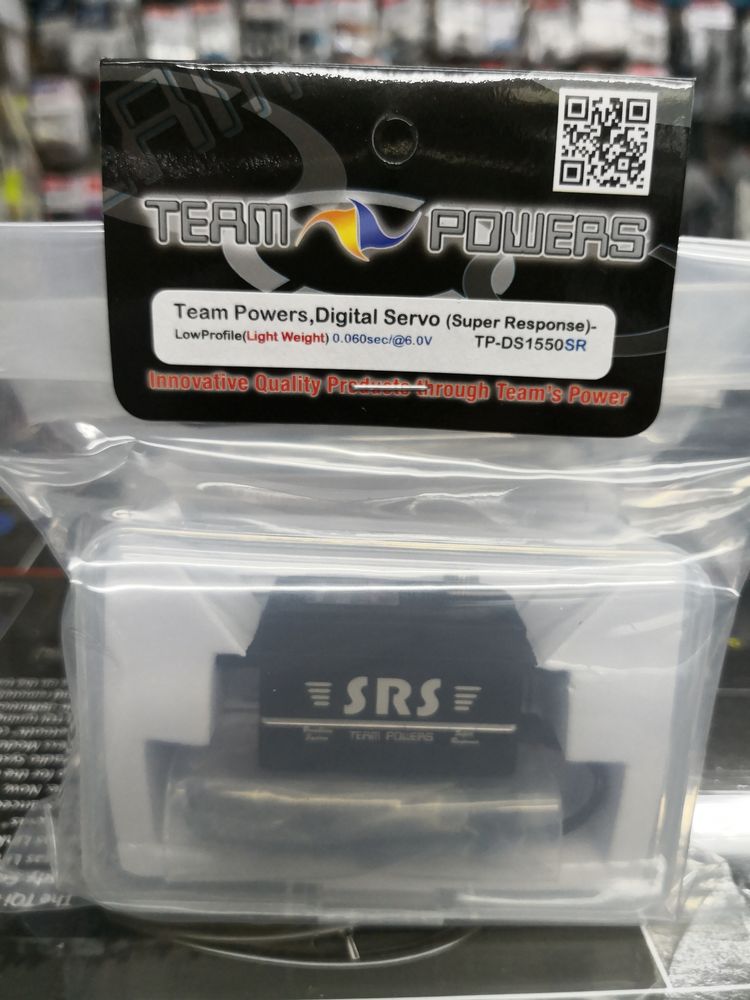 TEAM POWERS
Team Powers,Digital Servo (Super Response)-
LowProfile(Light Weight) 0.060sec/@6.0V TP-DS1550SR
Innovative Quality Products through Team's Power
SRS
TEAM POWERS